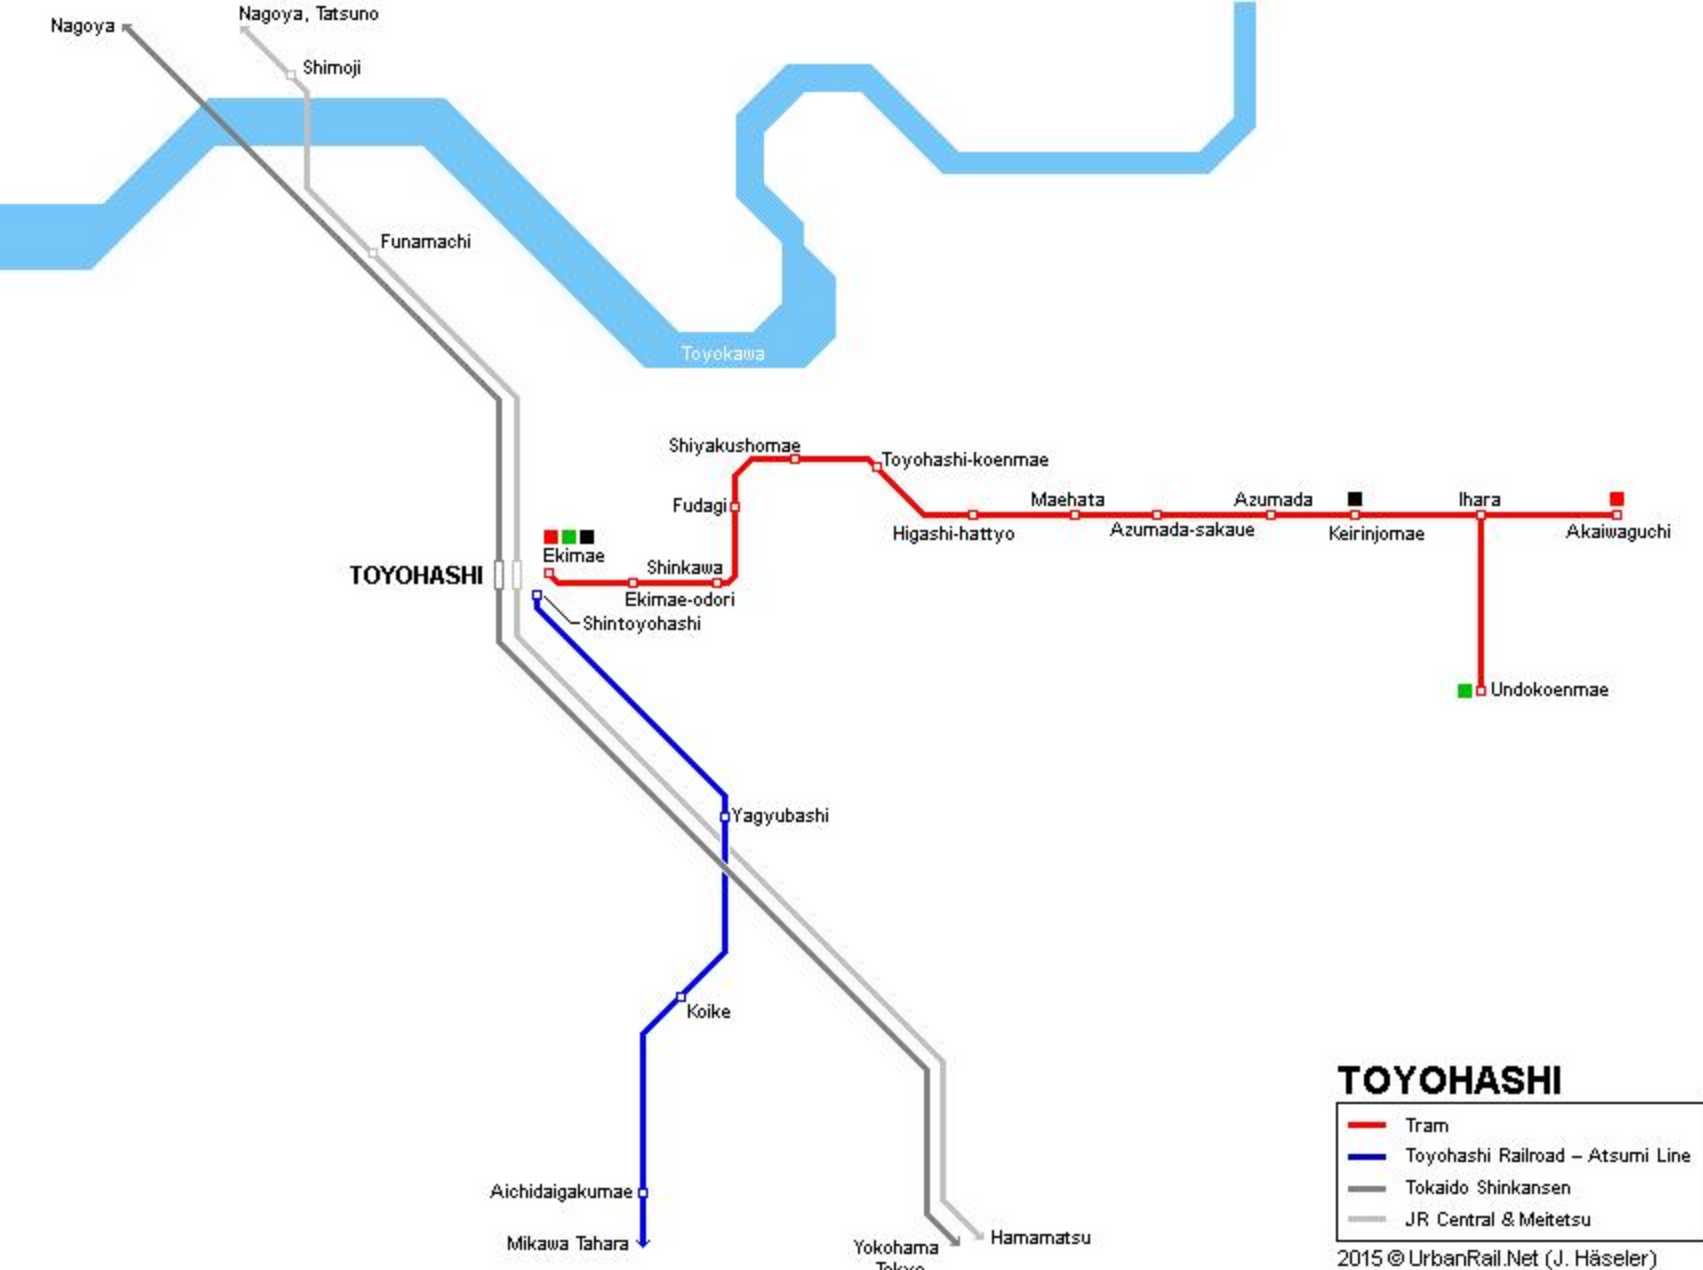 Nagoya
Nagoya, Tatsuno
Shimoji
Funamachi
Toyokawa
Shiyakushomae
Toyohashi-koenmae
Fudagi
Maehata
Azumada
Ihara
Higashi-hattyo
Azumada-sakaue
Keirinjomae
Akaiwaguchi
Ekimae
TOYOHASHI
Shinkawa
Ekimae-odori
Shintoyohashi
Undokoenmae
Yagyubashi
Koike
Aichidaigakumae
Mikawa Tahara
Yokohama
Tokyo
Hamamatsu
TOYOHASHI
Tram
Toyohashi Railroad – Atsumi Line
Tokaido Shinkansen
JR Central & Meitetsu
2015 © UrbanRail.Net (J. Häseler)